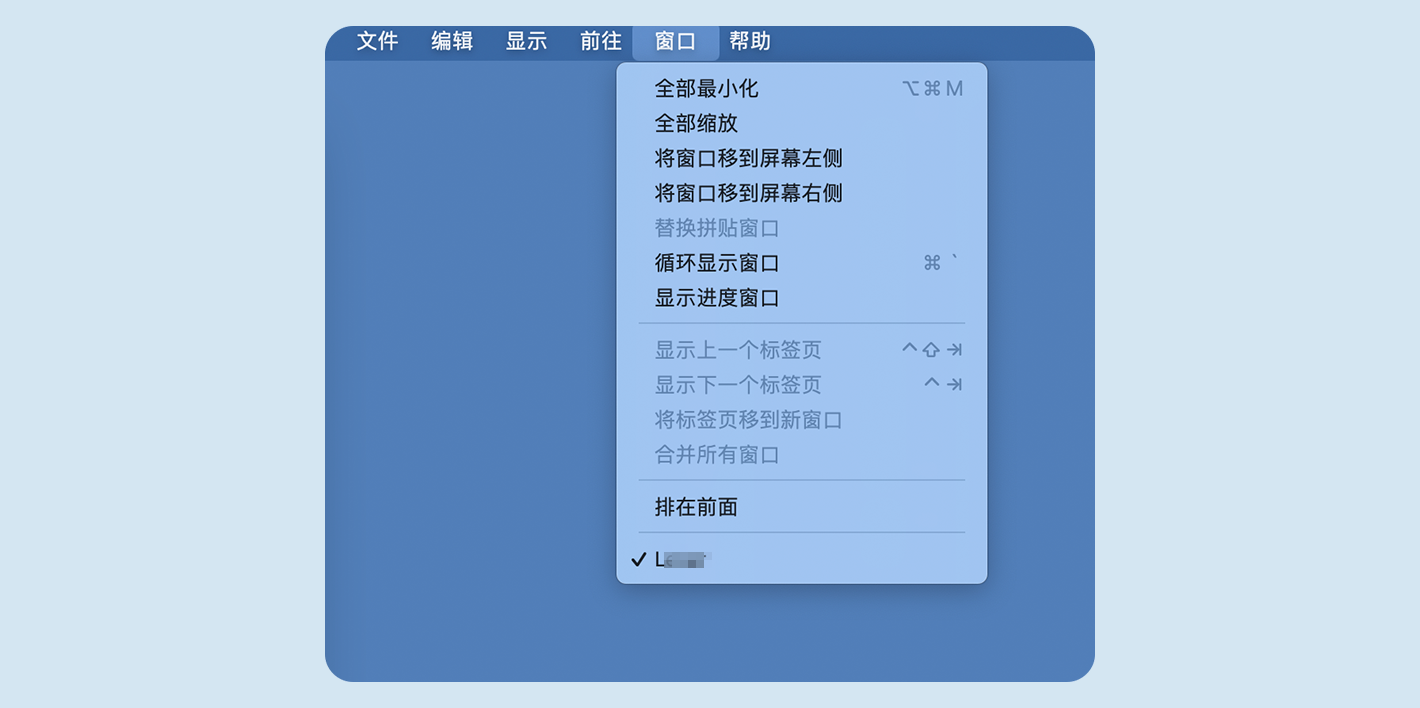 文件 编辑 显示 前往 窗口 帮助
全部最小化 ⌥⌘M
全部缩放
将窗口移到屏幕左侧
将窗口移到屏幕右侧
替换拼贴窗口
循环显示窗口 ⌘`
显示进度窗口
显示上一个标签页 ^⇧⇥
显示下一个标签页 ^⇥
将标签页移到新窗口
合并所有窗口
排在前面